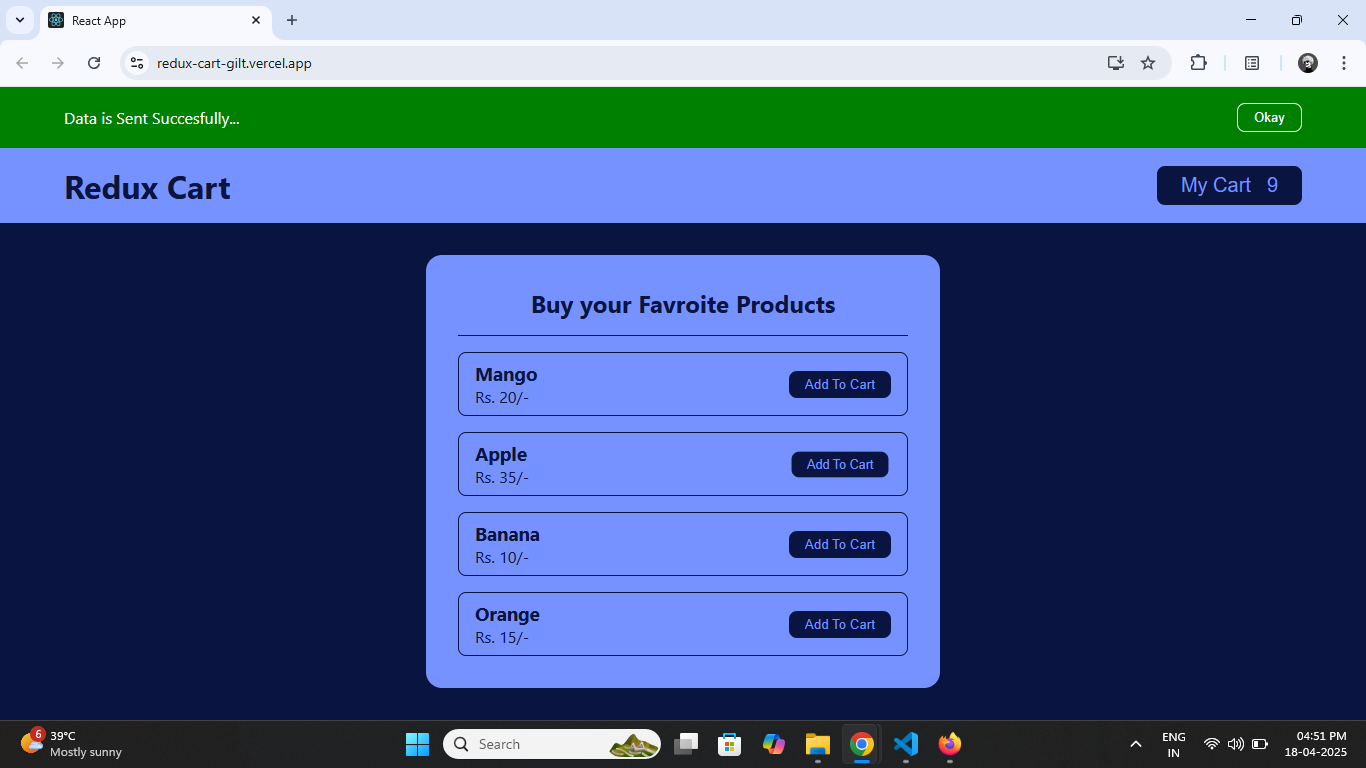 React App
redux-cart-gilt.vercel.app
Data is Sent Succesfully...
Okay
Redux Cart
My Cart 9
Buy your Favroite Products
Mango
Rs. 20/-
Add To Cart
Apple
Rs. 35/-
Add To Cart
Banana
Rs. 10/-
Add To Cart
Orange
Rs. 15/-
Add To Cart
6
39°C
Mostly sunny
Search
ENG
IN
04:51 PM
18-04-2025